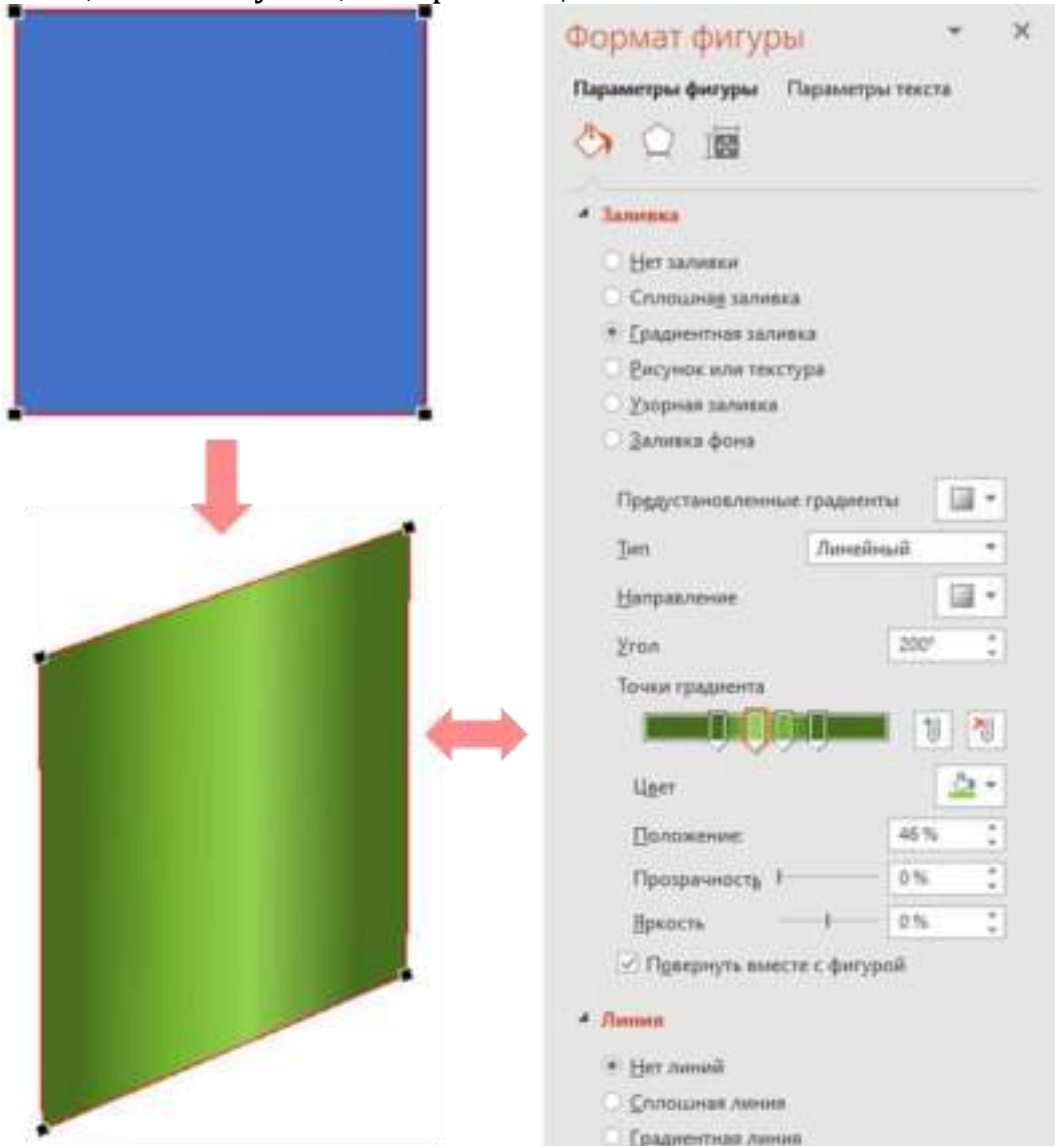 Формат фигуры
Параметры фигуры Параметры текста
Заливка
Нет заливки
Сплошная заливка
Градиентная заливка
Рисунок или текстура
Узорная заливка
Заливка фона
Предустановленные градиенты
Тип Линейный
Направление
Угол 200°
Точки градиента
Цвет
Положение 46 %
Прозрачность 0 %
Яркость 0 %
Повернуть вместе с фигурой
Линия
Нет линий
Сплошная линия
Градиентная линия